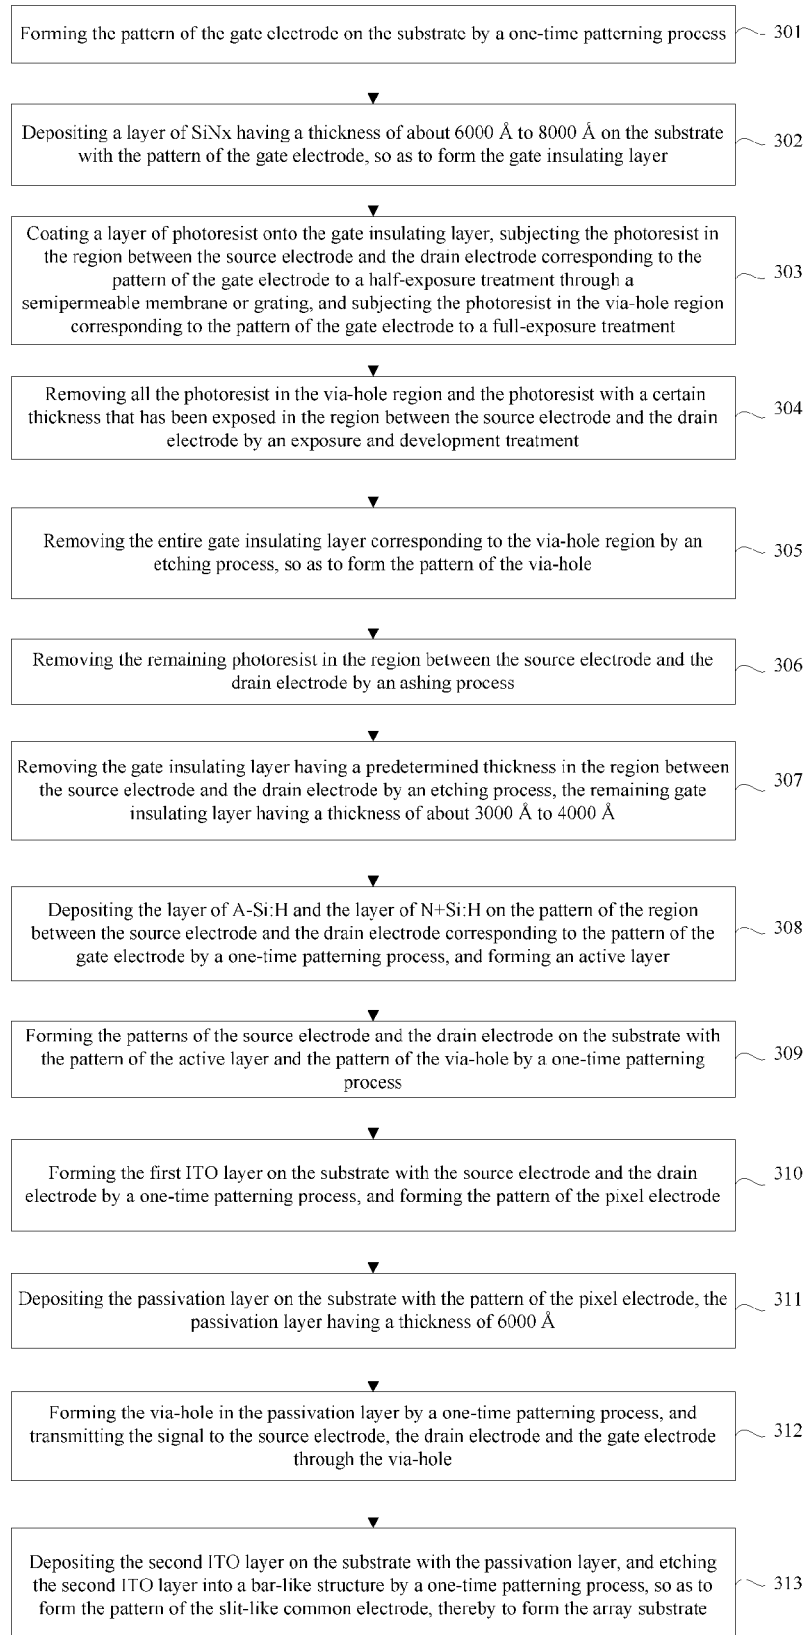 Forming the pattern of the gate electrode on the substrate by a one-time patterning process
301
Depositing a layer of SiNx having a thickness of about 6000 Å to 8000 Å on the substrate
with the pattern of the gate electrode, so as to form the gate insulating layer
302
Coating a layer of photoresist onto the gate insulating layer, subjecting the photoresist in
the region between the source electrode and the drain electrode corresponding to the
pattern of the gate electrode to a half-exposure treatment through a
semipermeable membrane or grating, and subjecting the photoresist in the via-hole region
corresponding to the pattern of the gate electrode to a full-exposure treatment
303
Removing all the photoresist in the via-hole region and the photoresist with a certain
thickness that has been exposed in the region between the source electrode and the drain
electrode by an exposure and development treatment
304
Removing the entire gate insulating layer corresponding to the via-hole region by an
etching process, so as to form the pattern of the via-hole
305
Removing the remaining photoresist in the region between the source electrode and the
drain electrode by an ashing process
306
Removing the gate insulating layer having a predetermined thickness in the region between
the source electrode and the drain electrode by an etching process, the remaining gate
insulating layer having a thickness of about 3000 Å to 4000 Å
307
Depositing the layer of A-Si:H and the layer of N+Si:H on the pattern of the region
between the source electrode and the drain electrode corresponding to the pattern of the
gate electrode by a one-time patterning process, and forming an active layer
308
Forming the patterns of the source electrode and the drain electrode on the substrate with
the pattern of the active layer and the pattern of the via-hole by a one-time patterning
process
309
Forming the first ITO layer on the substrate with the source electrode and the drain
electrode by a one-time patterning process, and forming the pattern of the pixel electrode
310
Depositing the passivation layer on the substrate with the pattern of the pixel electrode, the
passivation layer having a thickness of 6000 Å
311
Forming the via-hole in the passivation layer by a one-time patterning process, and
transmitting the signal to the source electrode, the drain electrode and the gate electrode
through the via-hole
312
Depositing the second ITO layer on the substrate with the passivation layer, and etching
the second ITO layer into a bar-like structure by a one-time patterning process, so as to
form the pattern of the slit-like common electrode, thereby to form the array substrate
313